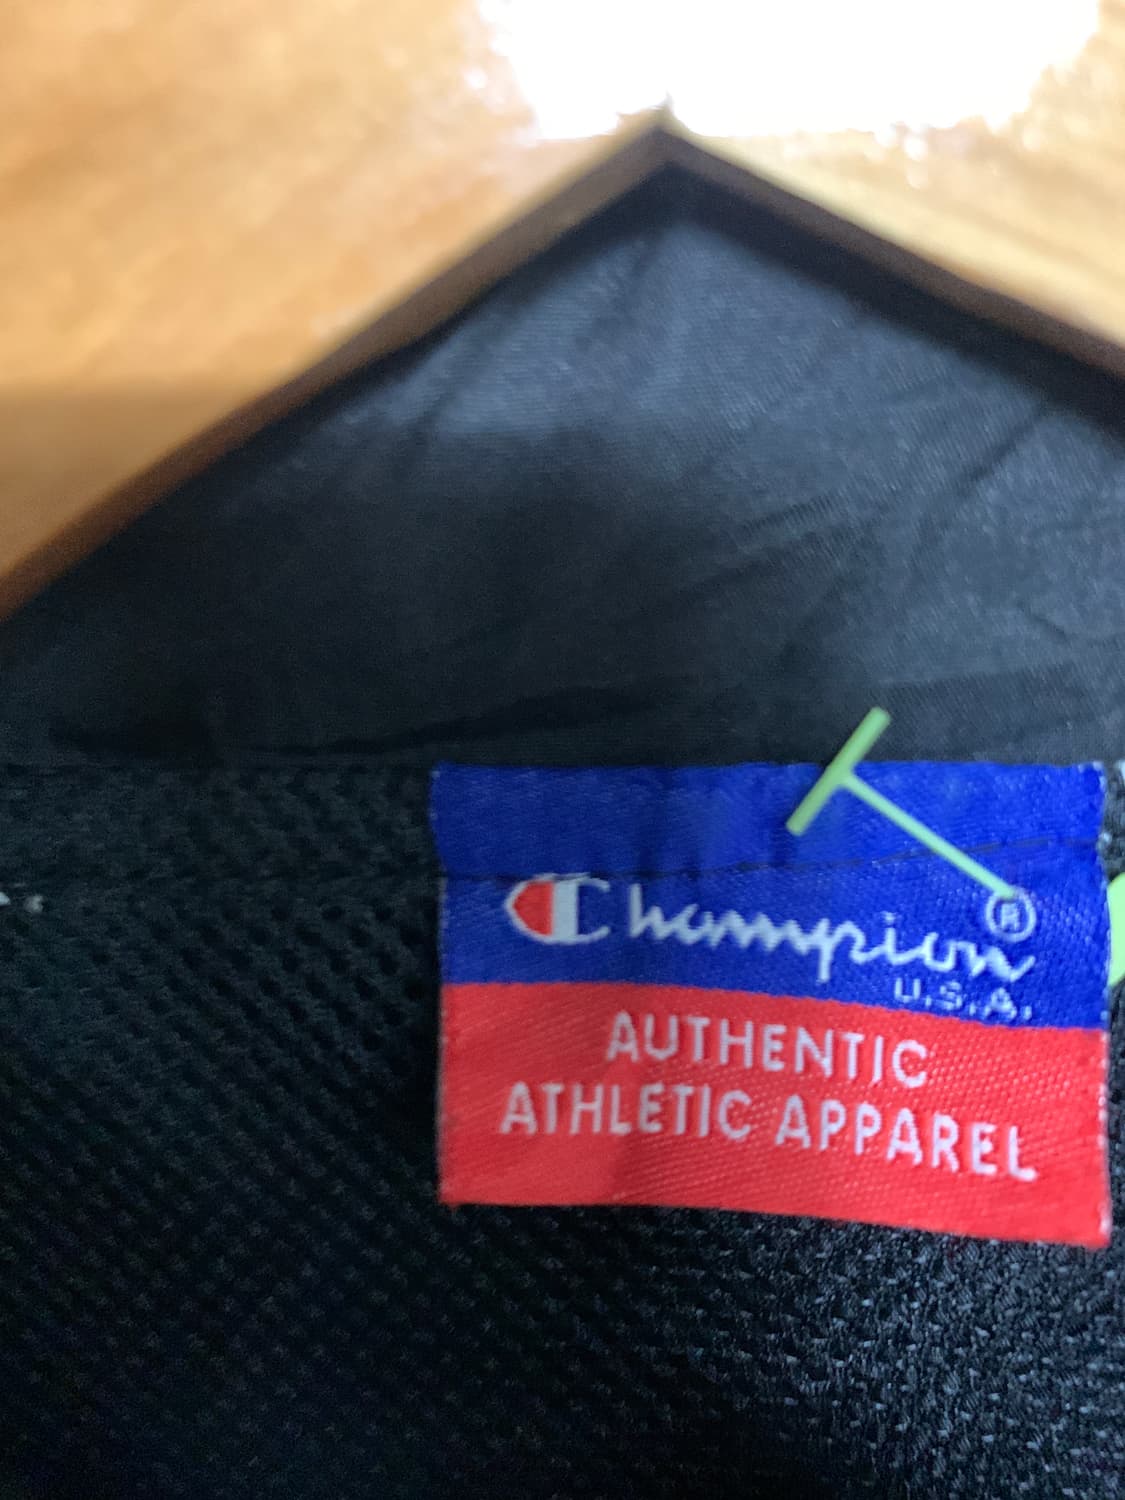 Champion®
U.S.A.
AUTHENTIC
ATHLETIC APPAREL